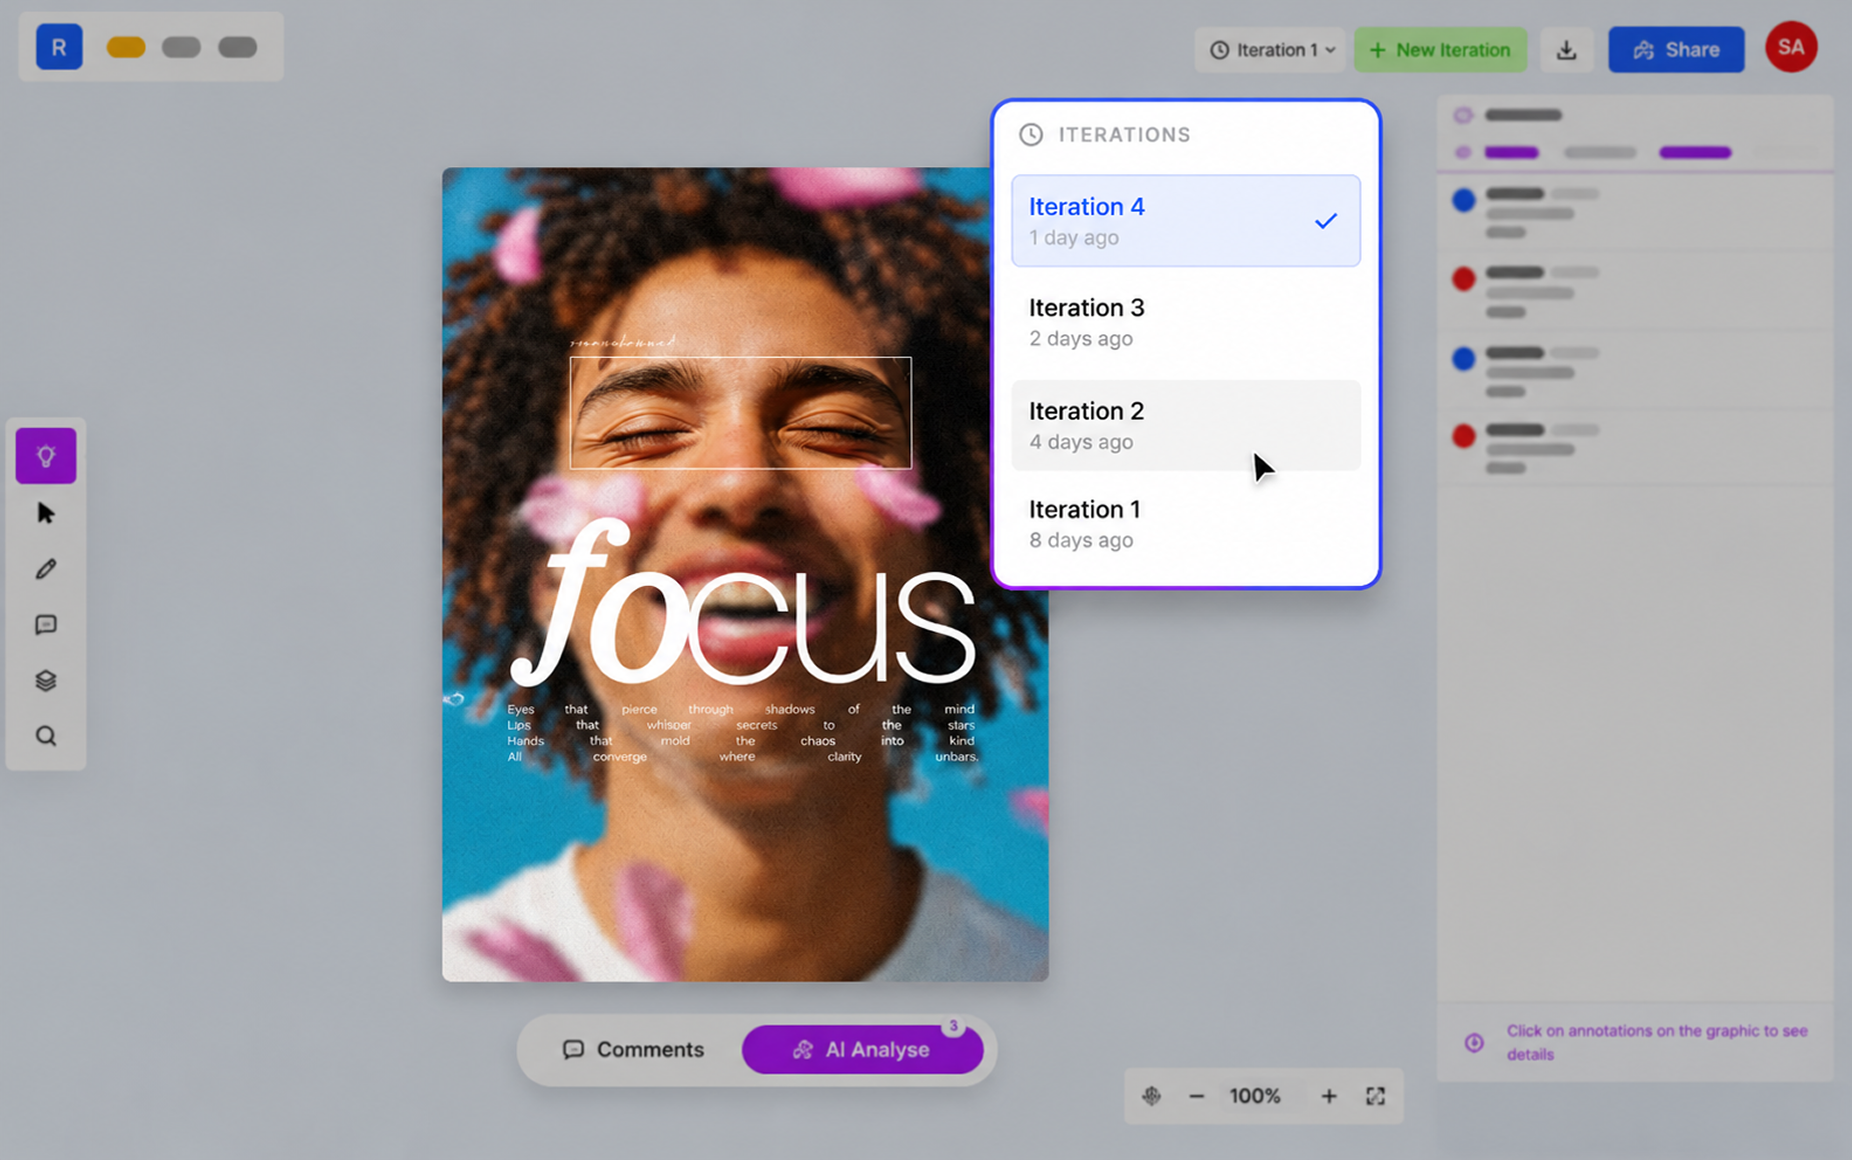 R
Iteration 1
+ New Iteration
Share
SA
ITERATIONS
Iteration 4
1 day ago
Iteration 3
2 days ago
Iteration 2
4 days ago
Iteration 1
8 days ago
focus
Eyes that pierce through shadows of the mind
Lips that whisper secrets to the stars
Hands that mold the chaos into kind
All converge where clarity unbars.
Comments
AI Analyse
3
100%
Click on annotations on the graphic to see
details